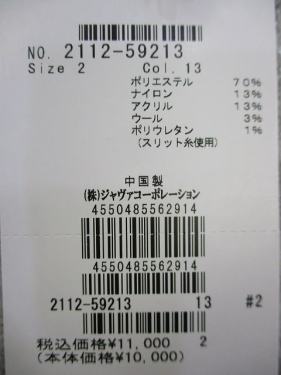 NO. 2112-59213
Size 2 Col. 13
ポリエステル 70%
ナイロン 13%
アクリル 13%
ウール 3%
ポリウレタン 1%
(スリット糸使用)
中国製
(株)ジャヴァコーポレーション
4550485562914
4550485562914
2112-59213 13 #2
税込価格¥11,000 2
(本体価格¥10,000)